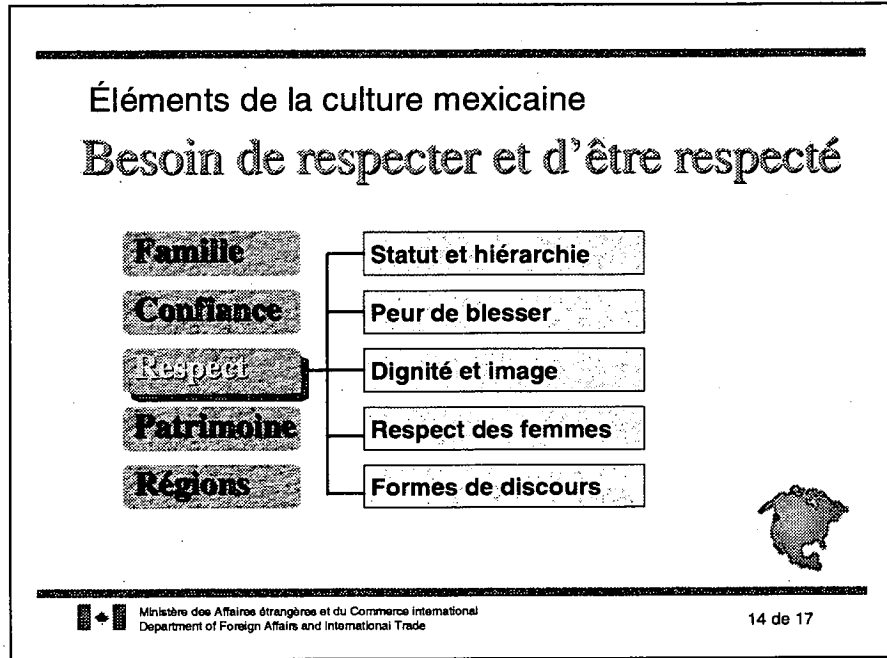 Éléments de la culture mexicaine
Besoin de respecter et d'être respecté
Famille
Confiance
Respect
Patrimoine
Régions
Statut et hiérarchie
Peur de blesser
Dignité et image
Respect des femmes
Formes de discours
Ministère des Affaires étrangères et du Commerce international
Department of Foreign Affairs and International Trade
14 de 17